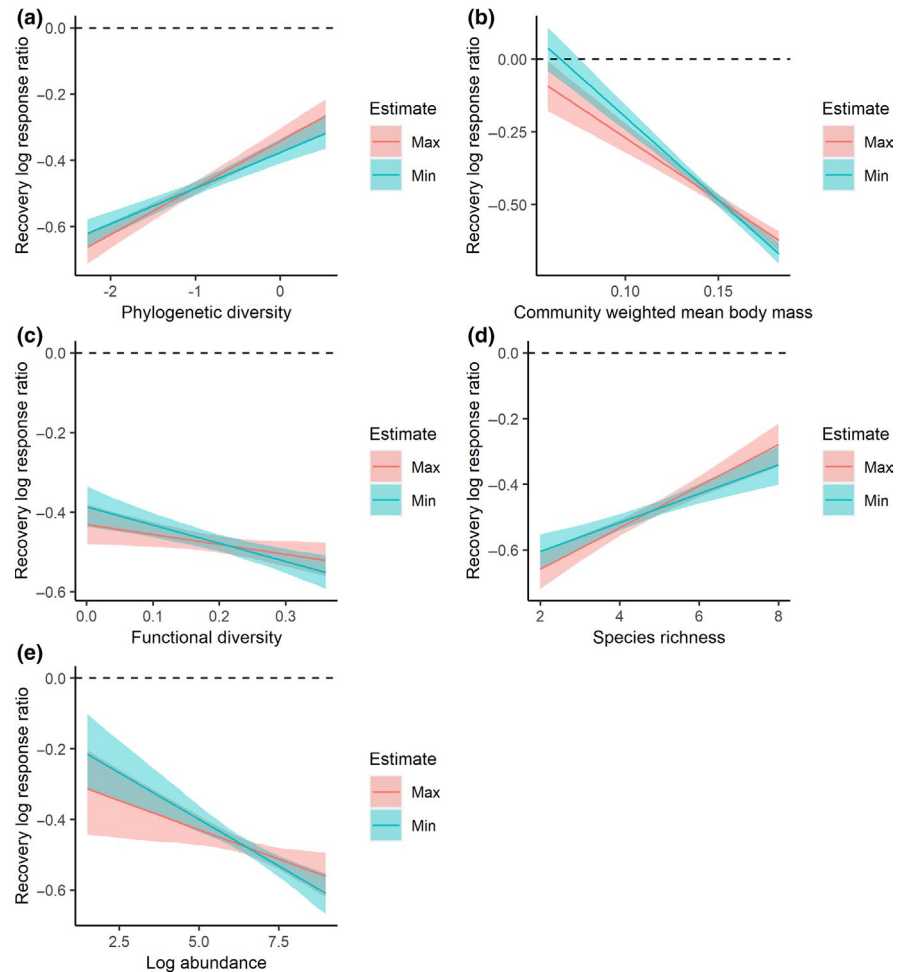 (a)
Recovery log response ratio
0.0
−0.2
−0.4
−0.6
-2
-1
0
Phylogenetic diversity
Estimate
Max
Min
(b)
Recovery log response ratio
0.00
−0.25
−0.50
0.10
0.15
Community weighted mean body mass
Estimate
Max
Min
(c)
Recovery log response ratio
0.0
−0.2
−0.4
−0.6
0.0
0.1
0.2
0.3
Functional diversity
Estimate
Max
Min
(d)
Recovery log response ratio
0.0
−0.2
−0.4
−0.6
2
4
6
8
Species richness
Estimate
Max
Min
(e)
Recovery log response ratio
0.0
−0.2
−0.4
−0.6
2.5
5.0
7.5
Log abundance
Estimate
Max
Min